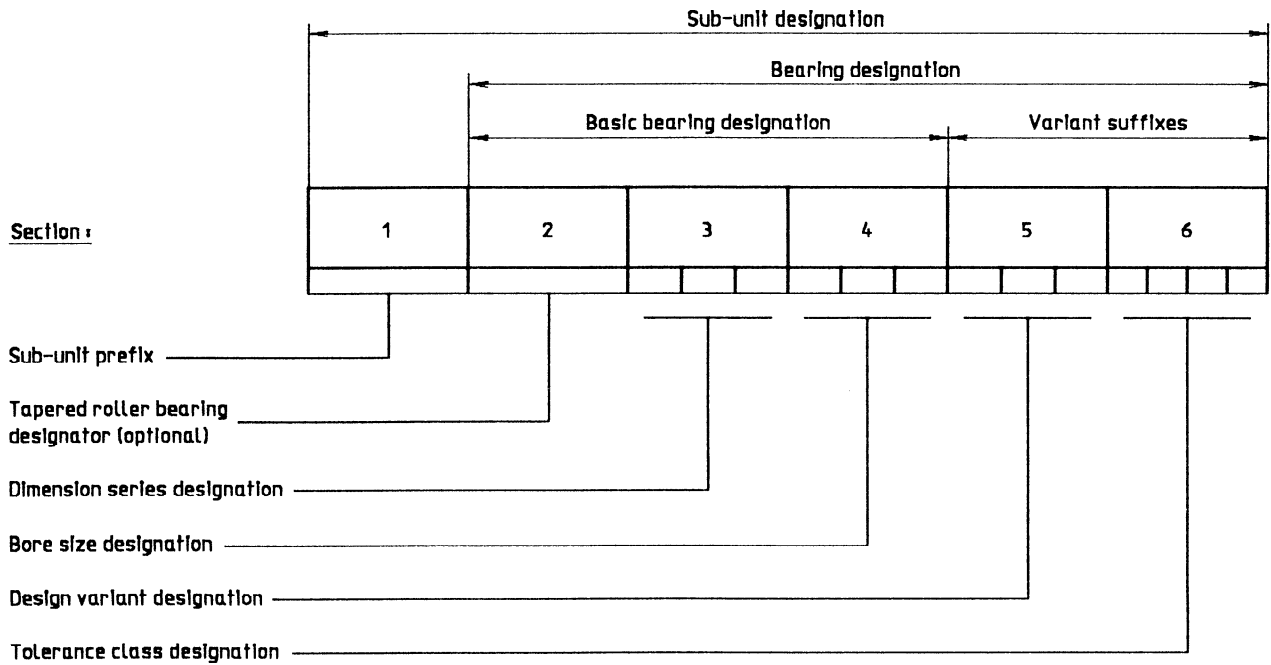 Sub-unit designation
Bearing designation
Basic bearing designation
Variant suffixes
Section :
1
2
3
4
5
6
Sub-unit prefix
Tapered roller bearing
designator (optional)
Dimension series designation
Bore size designation
Design variant designation
Tolerance class designation